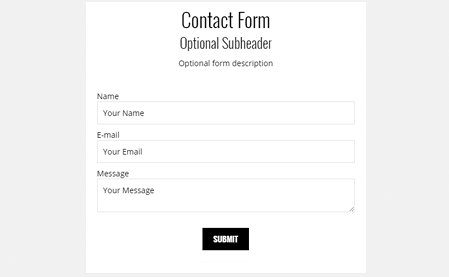 Contact Form
Optional Subheader
Optional form description
Name
Your Name
E-mail
Your Email
Message
Your Message
SUBMIT